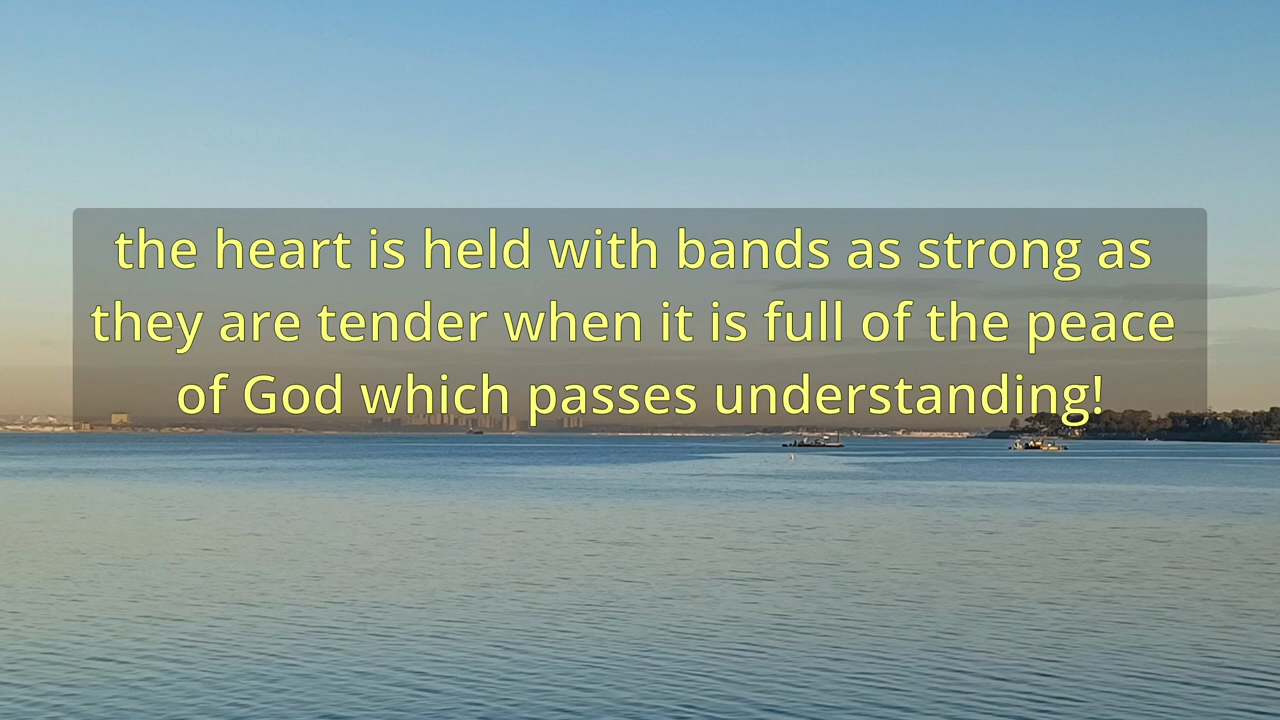 the heart is held with bands as strong as
they are tender when it is full of the peace
of God which passes understanding!